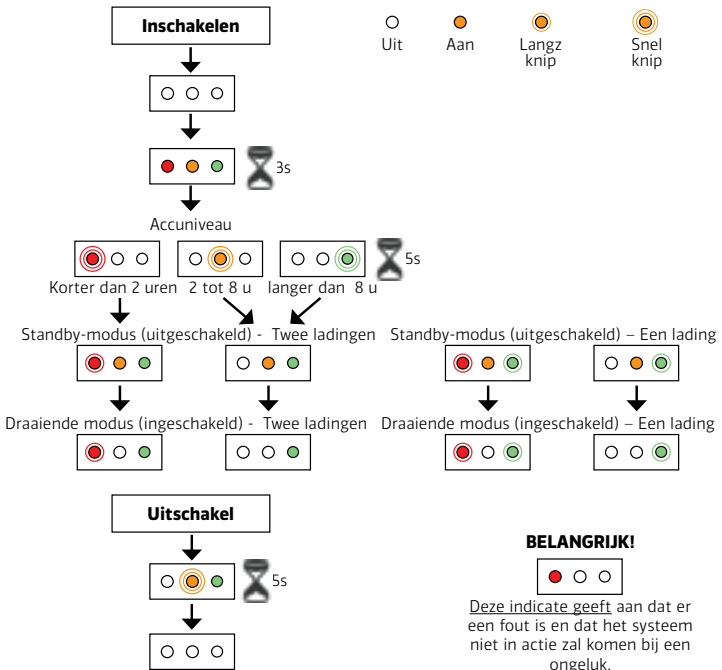 Inschakelen
Uit
Aan
Langz
knip
Snel
knip
3s
Accuniveau
5s
Korter dan 2 uren
2 tot 8 u
langer dan 8 u
Standby-modus (uitgeschakeld) - Twee ladingen
Standby-modus (uitgeschakeld) – Een lading
Draaiende modus (ingeschakeld) - Twee ladingen
Draaiende modus (ingeschakeld) – Een lading
Uitschakel
5s
BELANGRIJK!
Deze indicate geeft aan dat er
een fout is en dat het systeem
niet in actie zal komen bij een
ongeluk.